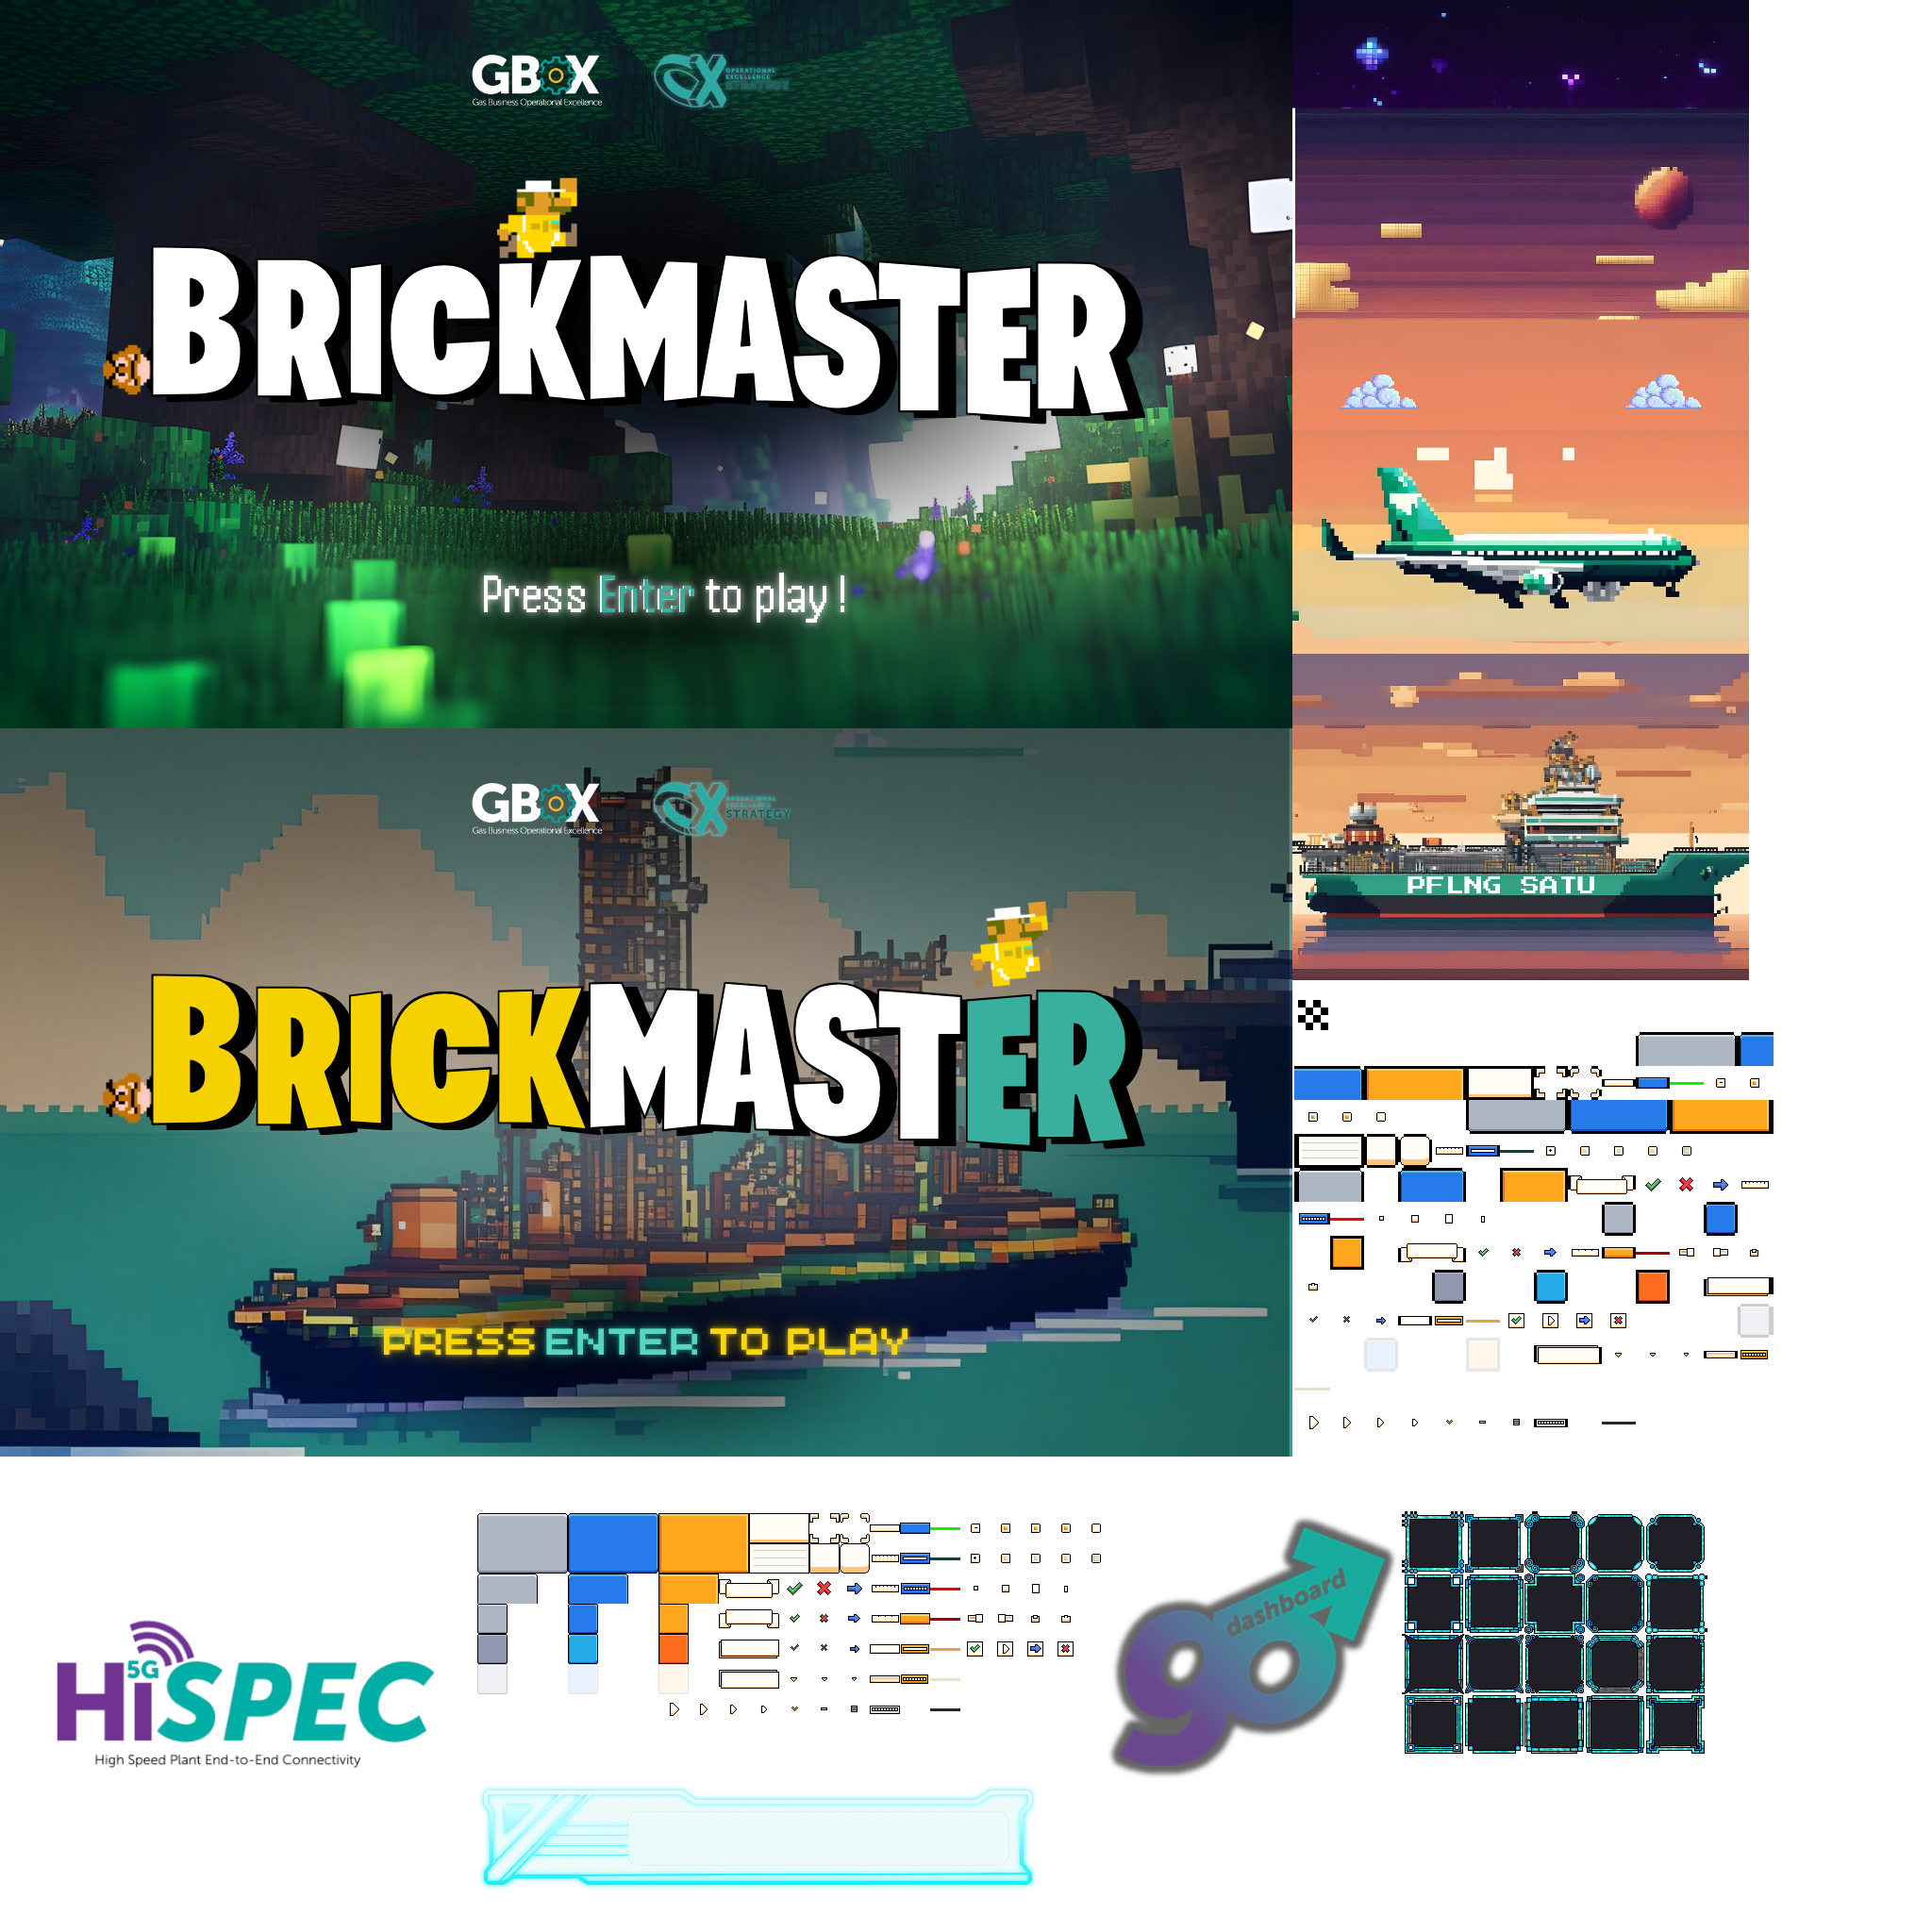 GBOX
Gas Business Operational Excellence
OPERATIONAL
EXCELLENCE
STRATEGY
BRICKMASTER
Press Enter to play!
PFLNG SATU
GBOX
Gas Business Operational Excellence
OPERATIONAL
EXCELLENCE
STRATEGY
BRICKMASTER
PRESS ENTER TO PLAY
5G
HiSPEC
High Speed Plant End-to-End Connectivity
go
dashboard